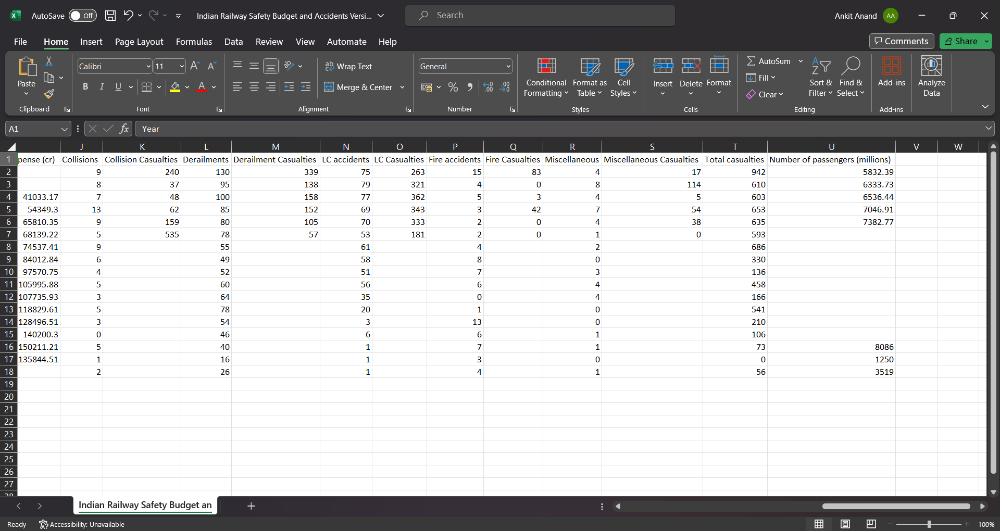 AutoSave Off Indian Railway Safety Budget and Accidents Versi... Search Ankit Anand AA
File Home Insert Page Layout Formulas Data Review View Automate Help Comments Share
Paste Calibri 11 Wrap Text General Conditional Formatting Format as Table Cell Styles Insert Delete Format AutoSum Fill Clear Sort & Filter Find & Select Add-ins Analyze Data
B I U Merge & Center % .00
Clipboard Font Alignment Number Styles Cells Editing Add-ins
A1 fx Year
J K L M N O P Q R S T U V W
1 pense (cr) Collisions Collision Casualties Derailments Derailment Casualties LC accidents LC Casualties Fire accidents Fire Casualties Miscellaneous Miscellaneous Casualties Total casualties Number of passengers (millions)
2 9 240 130 339 75 263 15 83 4 17 942 5832.39
3 8 37 95 138 79 321 4 0 8 114 610 6333.73
4 41033.17 7 48 100 158 77 362 5 3 4 5 603 6536.44
5 54349.3 13 62 85 152 69 343 3 42 7 54 653 7046.91
6 65810.35 9 159 80 105 70 333 2 0 4 38 635 7382.77
7 68139.22 5 535 78 57 53 181 2 0 1 0 593
8 74537.41 9 55 61 4 2 686
9 84012.84 6 49 58 8 0 330
10 97570.75 4 52 51 7 3 136
11 105995.88 5 60 56 6 4 458
12 107735.93 3 64 35 0 4 166
13 118829.61 5 78 20 1 0 541
14 128496.51 3 54 3 13 0 210
15 140200.3 0 46 6 6 1 106
16 150211.21 5 40 1 7 1 73 8086
17 135844.51 1 16 1 3 0 0 1250
18 2 26 1 4 1 56 3519
19
20
21
22
23
24
25
26
27
28
Indian Railway Safety Budget an
Ready Accessibility: Unavailable 100%